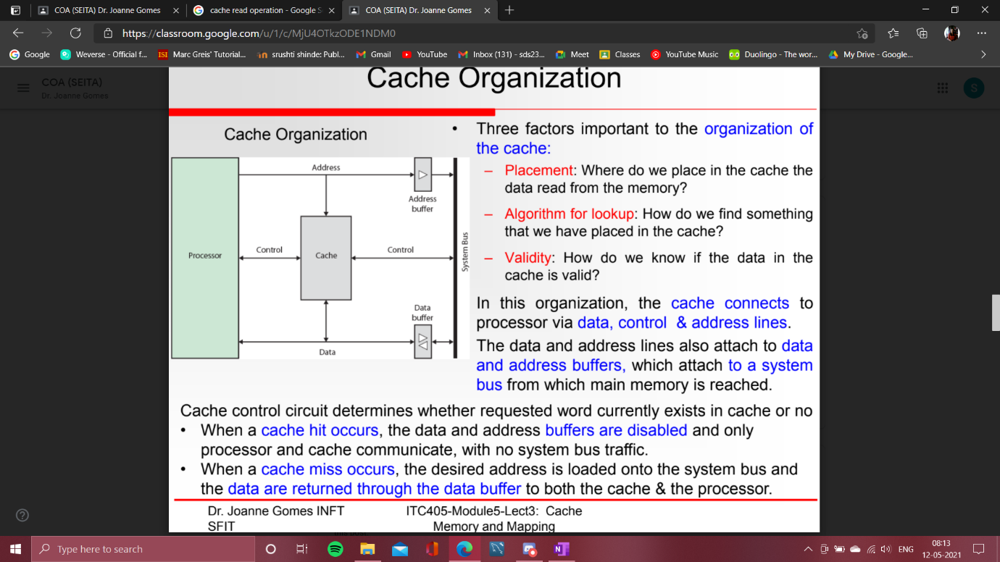 COA (SEITA) Dr. Joanne Gomes
cache read operation - Google S
COA (SEITA) Dr. Joanne Gomes
https://classroom.google.com/u/1/c/MjU4OTkzODE1NDM0
Google
Weverse - Official f...
ISI Marc Greis' Tutorial...
srushti shinde: Publ...
Gmail
YouTube
Inbox (131) - sds23...
Meet
Classes
YouTube Music
Duolingo - The wor...
My Drive - Google...
COA (SEITA)
Dr. Joanne Gomes
S
Cache Organization
Cache Organization
Address
Address
buffer
Processor
Control
Cache
Control
System Bus
Data
buffer
Data
• Three factors important to the organization of
the cache:
– Placement: Where do we place in the cache the
data read from the memory?
– Algorithm for lookup: How do we find something
that we have placed in the cache?
– Validity: How do we know if the data in the
cache is valid?
In this organization, the cache connects to
processor via data, control & address lines.
The data and address lines also attach to data
and address buffers, which attach to a system
bus from which main memory is reached.
Cache control circuit determines whether requested word currently exists in cache or no
• When a cache hit occurs, the data and address buffers are disabled and only
processor and cache communicate, with no system bus traffic.
• When a cache miss occurs, the desired address is loaded onto the system bus and
the data are returned through the data buffer to both the cache & the processor.
Dr. Joanne Gomes INFT
SFIT
ITC405-Module5-Lect3: Cache
Memory and Mapping
Type here to search
ENG
08:13
12-05-2021